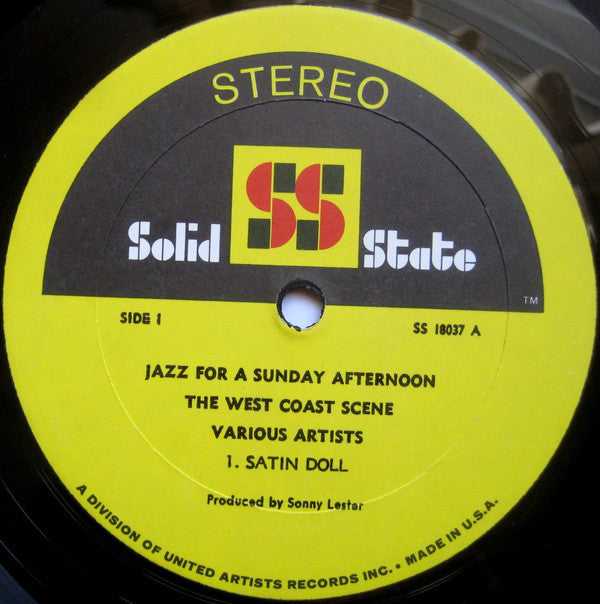 STEREO
SS
Solid State
TM
SIDE 1
SS 18037 A
JAZZ FOR A SUNDAY AFTERNOON
THE WEST COAST SCENE
VARIOUS ARTISTS
1. SATIN DOLL
Produced by Sonny Lester
A DIVISION OF UNITED ARTISTS RECORDS INC. • MADE IN U.S.A.